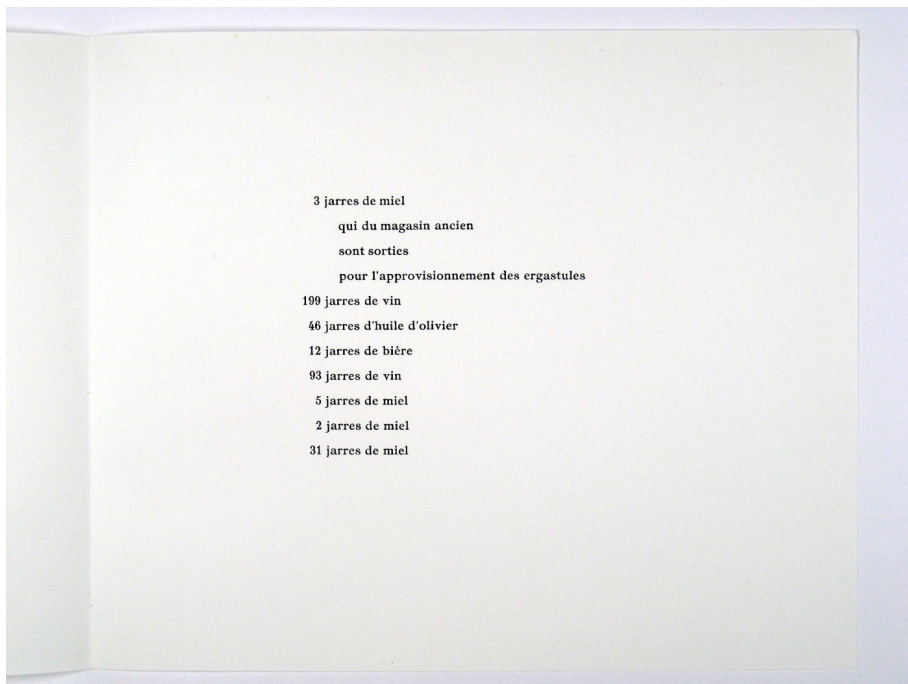 3 jarres de miel
qui du magasin ancien
sont sorties
pour l'approvisionnement des ergastules
199 jarres de vin
46 jarres d'huile d'olivier
12 jarres de bière
93 jarres de vin
5 jarres de miel
2 jarres de miel
31 jarres de miel